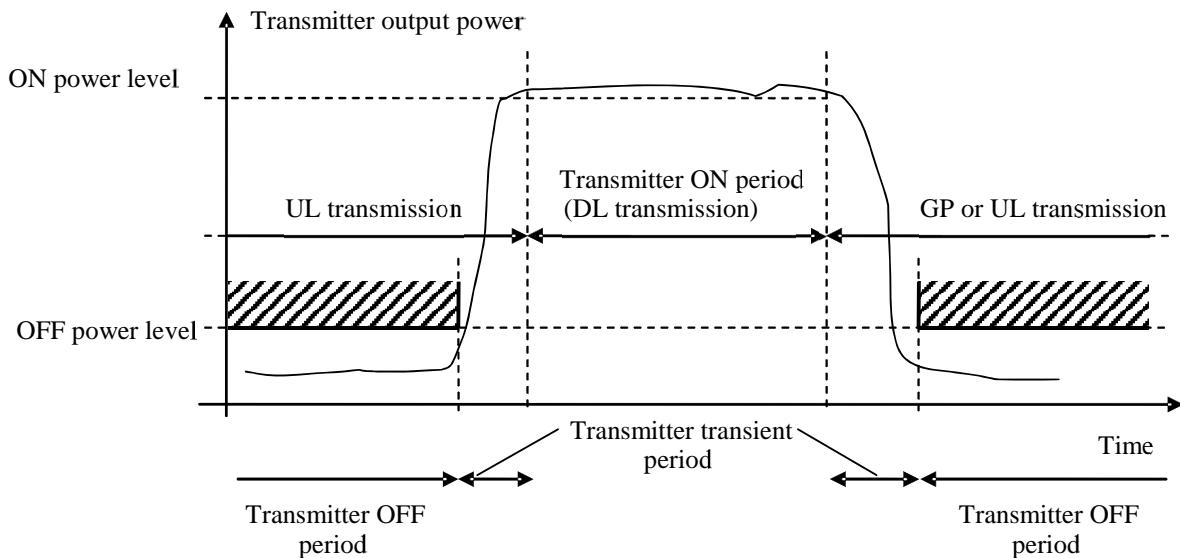 Transmitter output power
ON power level
Transmitter ON period
(DL transmission)
UL transmission
GP or UL transmission
OFF power level
Transmitter transient
period
Time
Transmitter OFF
period
Transmitter OFF
period